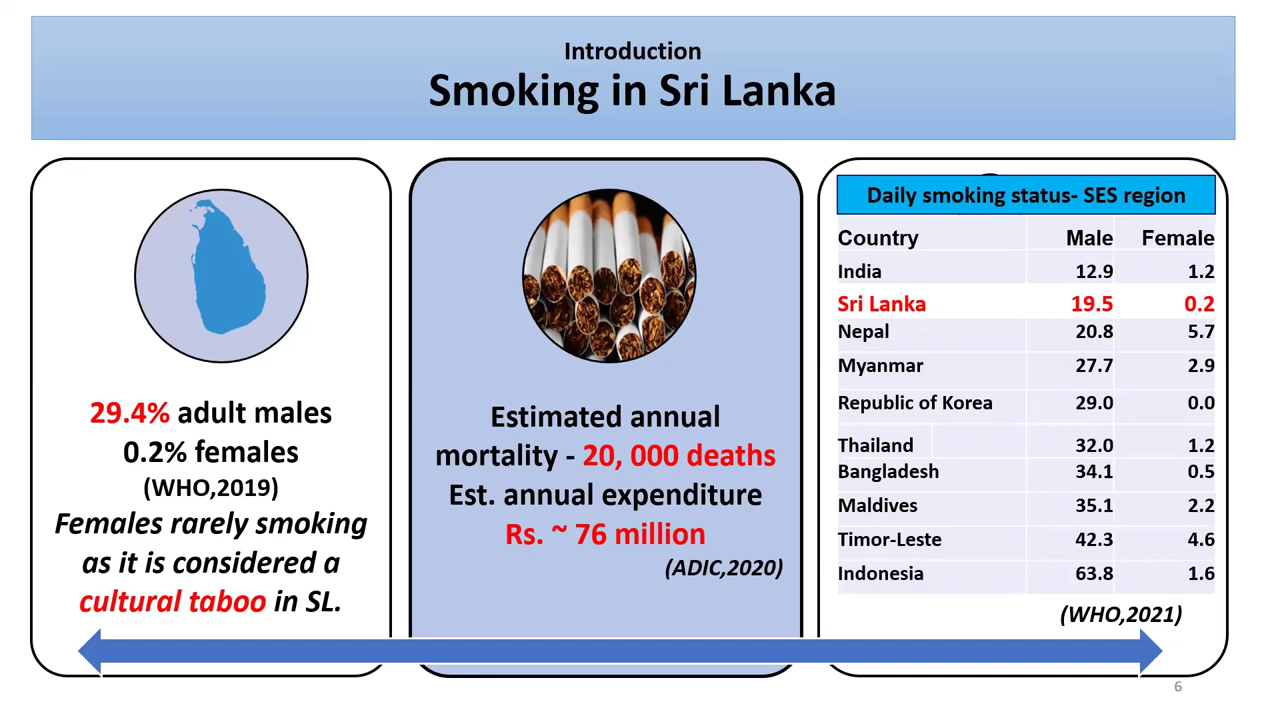 Introduction
Smoking in Sri Lanka
29.4% adult males
0.2% females
(WHO,2019)
Females rarely smoking
as it is considered a
cultural taboo in SL.
Estimated annual
mortality - 20, 000 deaths
Est. annual expenditure
Rs. ~ 76 million
(ADIC,2020)
Daily smoking status- SES region
Country Male Female
India 12.9 1.2
Sri Lanka 19.5 0.2
Nepal 20.8 5.7
Myanmar 27.7 2.9
Republic of Korea 29.0 0.0
Thailand 32.0 1.2
Bangladesh 34.1 0.5
Maldives 35.1 2.2
Timor-Leste 42.3 4.6
Indonesia 63.8 1.6
(WHO,2021)
6